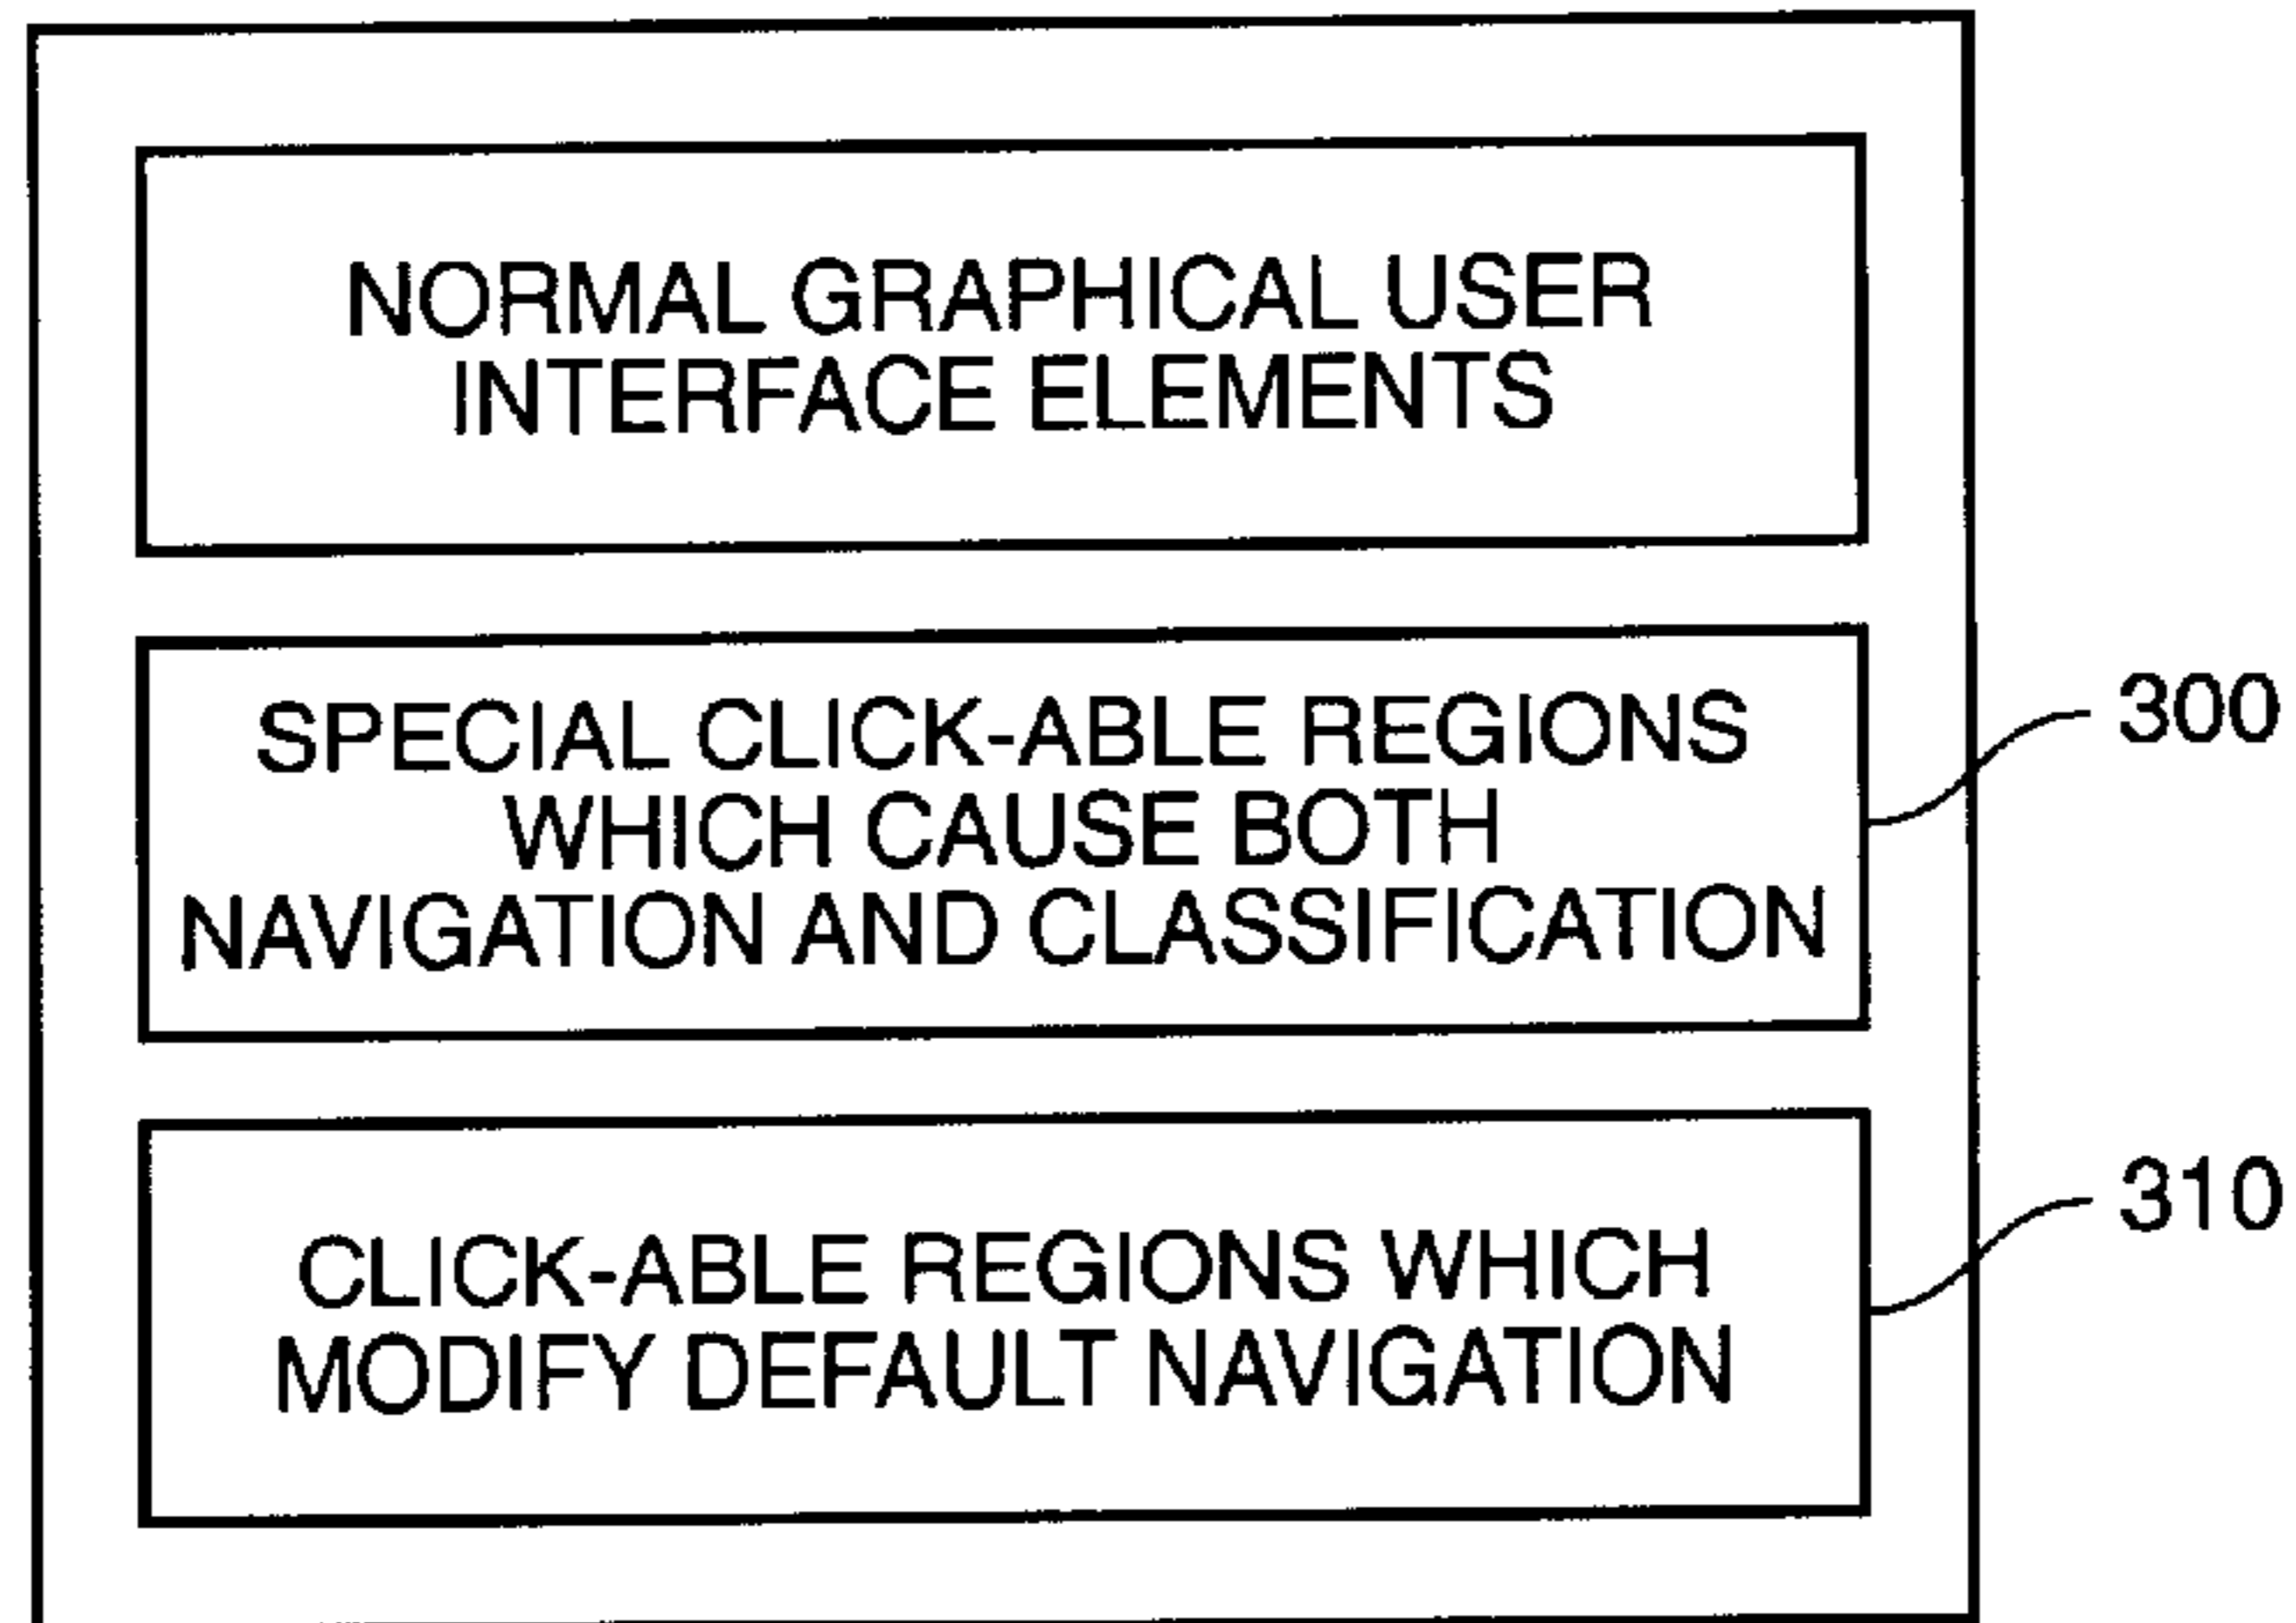 NORMAL GRAPHICAL USER
INTERFACE ELEMENTS
SPECIAL CLICK-ABLE REGIONS
WHICH CAUSE BOTH
NAVIGATION AND CLASSIFICATION
300
CLICK-ABLE REGIONS WHICH
MODIFY DEFAULT NAVIGATION
310